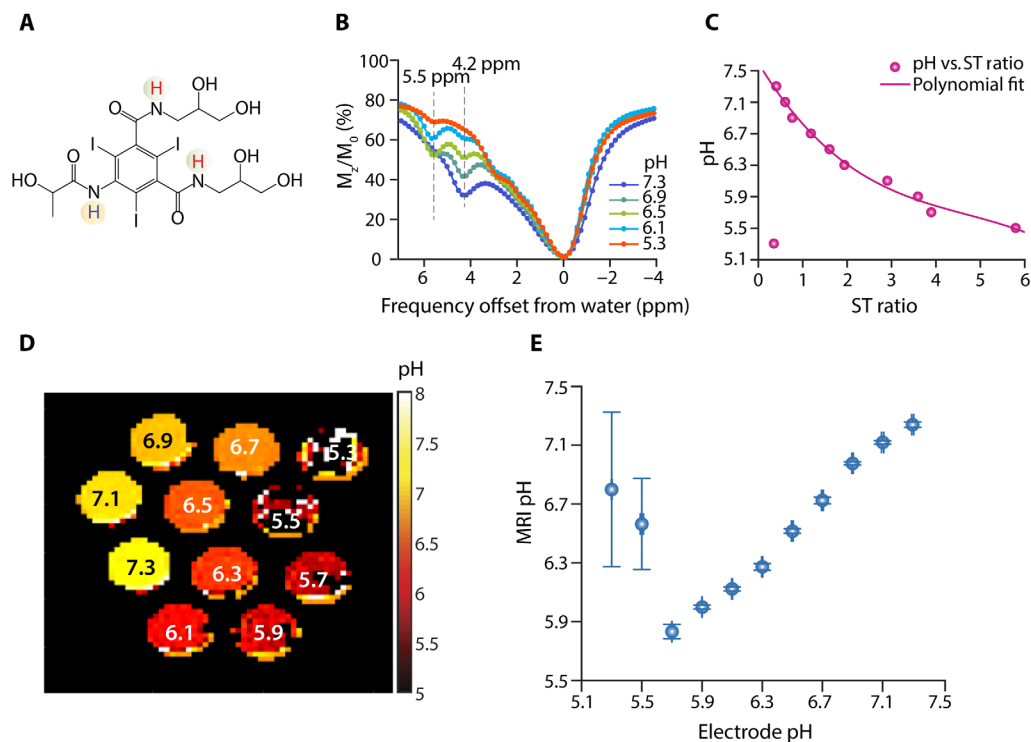 A
H
OH
O
N
OH
I
I
H
O
OH
N
OH
HO
N
O
H
I
OH
B
5.5 ppm
4.2 ppm
100
80
60
40
20
0
Mz/M0 (%)
pH
7.3
6.9
6.5
6.1
5.3
6 4 2 0 −2 −4
Frequency offset from water (ppm)
C
pH vs. ST ratio
Polynomial fit
7.5
7.1
6.7
6.3
5.9
5.5
5.1
pH
0 1 2 3 4 5 6
ST ratio
D
pH
8
7.5
7
6.5
6
5.5
5
6.9
6.7
5.3
7.1
6.5
5.5
7.3
6.3
5.7
6.1
5.9
E
7.5
7.1
6.7
6.3
5.9
5.5
MRI pH
5.1 5.5 5.9 6.3 6.7 7.1 7.5
Electrode pH